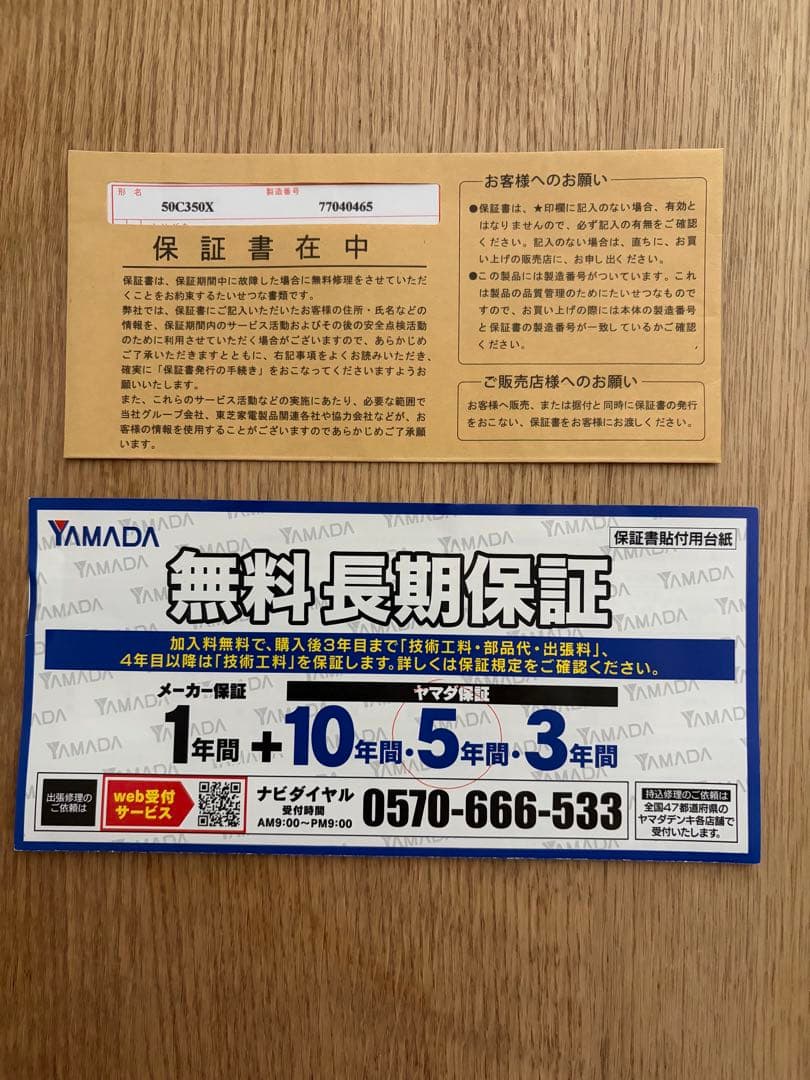 形名 製造番号
50C350X 77040465
保証書在中
保証書は、保証期間中に故障した場合に無料修理をさせていただ
くことをお約束するたいせつな書類です。
弊社では、保証書にご記入いただいたお客様の住所・氏名などの
情報を、保証期間内のサービス活動およびその後の安全点検活動
のために利用させていただく場合がございますので、あらかじめ
ご了承いただきますとともに、右記事項をよくお読みいただき、
確実に「保証書発行の手続き」をおこなってくださいますようお
願いいたします。
また、これらのサービス活動などの実施にあたり、必要な範囲で
当社グループ会社、東芝家電製品関連各社や協力会社などが、お
客様の情報を使用することがございますのであらかじめご了承願
います。
お客様へのお願い
●保証書は、★印欄に記入のない場合、有効と
はなりませんので、必ず記入の有無をご確認
ください。記入のない場合は、直ちに、お買
い上げの販売店に、お申し出ください。
●この製品には製造番号がついています。これ
は製品の品質管理のためにたいせつなもので
すので、お買い上げの際には本体の製造番号
と保証書の製造番号が一致しているかご確認
ください。
ご販売店様へのお願い
お客様へ販売、または据付と同時に保証書の発行
をおこない、保証書をお客様にお渡しください。
YAMADA
保証書貼付用台紙
無料長期保証
加入料無料で、購入後3年目まで「技術工料・部品代・出張料」、
4年目以降は「技術工料」を保証します。詳しくは保証規定をご確認ください。
メーカー保証 ヤマダ保証
1年間+10年間・5年間・3年間
出張修理の
ご依頼は
web受付
サービス
ナビダイヤル
受付時間
AM9:00〜PM9:00
0570-666-533
持込修理のご依頼は
全国47都道府県の
ヤマダデンキ各店舗で
受付いたします。